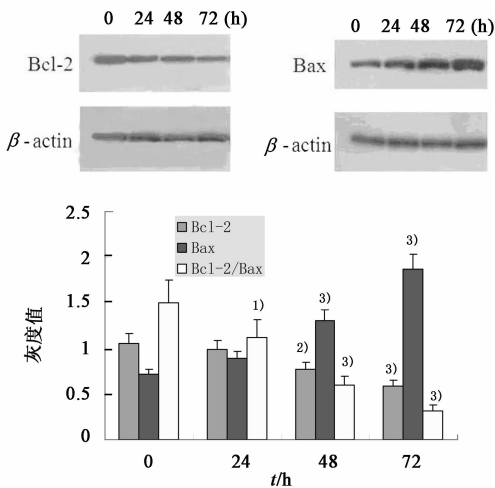 0 24 48 72 (h)
Bcl-2
β-actin
0 24 48 72 (h)
Bax
β-actin
灰度值
2.5
2
1.5
1
0.5
0
Bcl-2
Bax
Bcl-2/Bax
1)
2)
3)
3)
3)
3)
3)
0 24 48 72
t/h